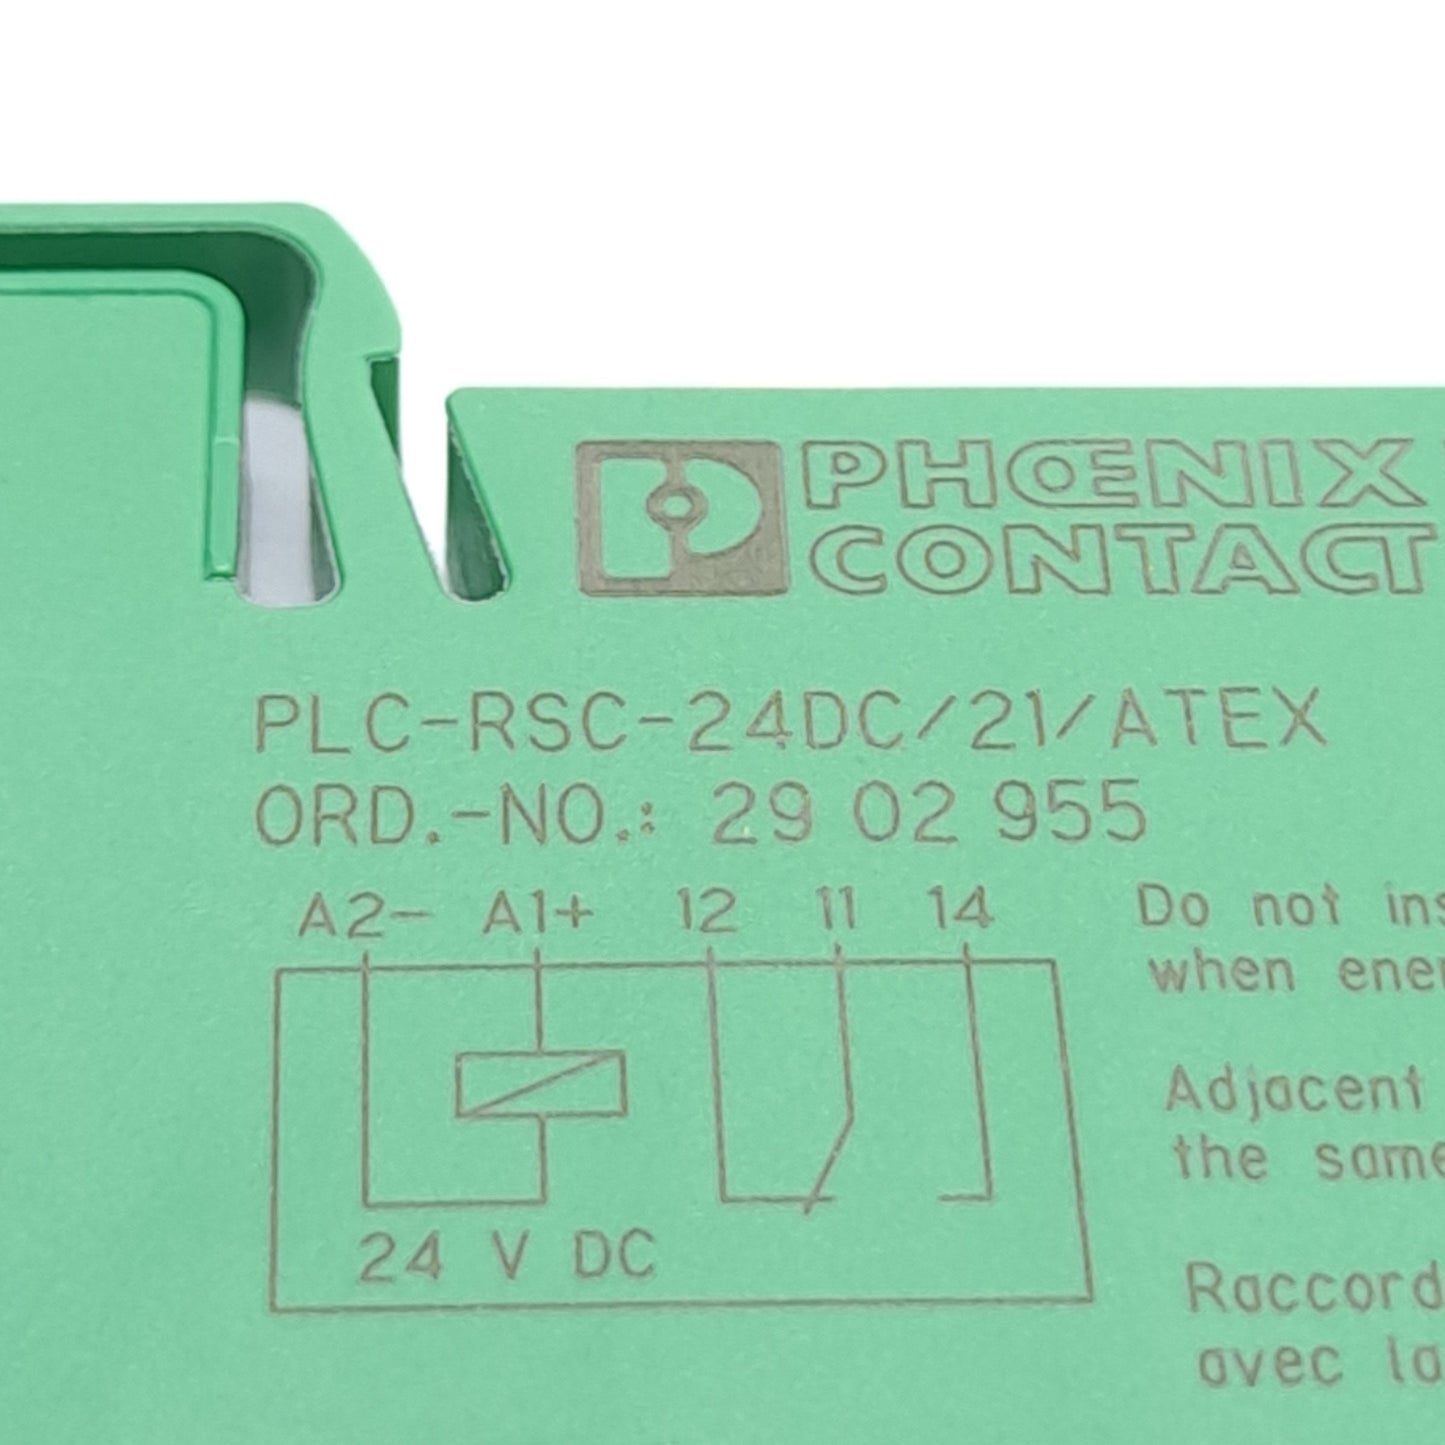 PHŒNIX
CONTACT
PLC-RSC-24DC/21/ATEX
ORD.-NO.: 29 02 955
A2- A1+ 12 11 14
24 V DC
Do not
when
Adjacent
the
avec